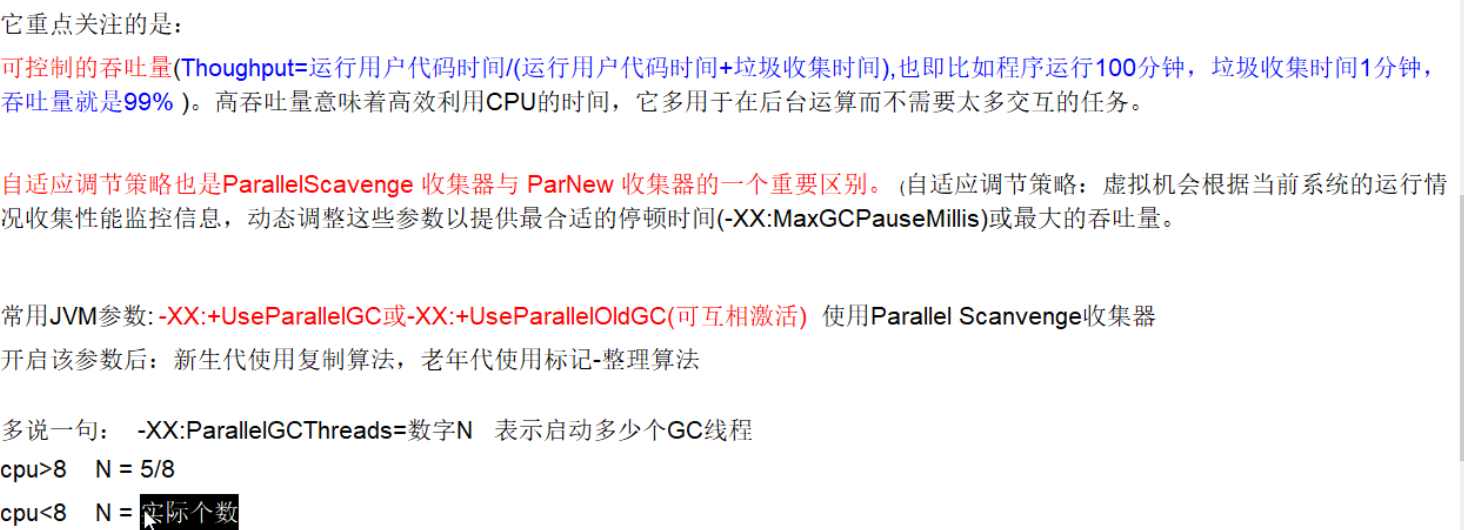 它重点关注的是：
可控制的吞吐量(Thoughput=运行用户代码时间/(运行用户代码时间+垃圾收集时间),也即比如程序运行100分钟，垃圾收集时间1分钟，
吞吐量就是99% )。高吞吐量意味着高效利用CPU的时间，它多用于在后台运算而不需要太多交互的任务。
自适应调节策略也是ParallelScavenge 收集器与 ParNew 收集器的一个重要区别。 (自适应调节策略：虚拟机会根据当前系统的运行情
况收集性能监控信息，动态调整这些参数以提供最合适的停顿时间(-XX:MaxGCPauseMillis)或最大的吞吐量。
常用JVM参数: -XX:+UseParallelGC或-XX:+UseParallelOldGC(可互相激活) 使用Parallel Scanvenge收集器
开启该参数后：新生代使用复制算法，老年代使用标记-整理算法
多说一句： -XX:ParallelGCThreads=数字N 表示启动多少个GC线程
cpu>8 N = 5/8
cpu<8 N = 实际个数